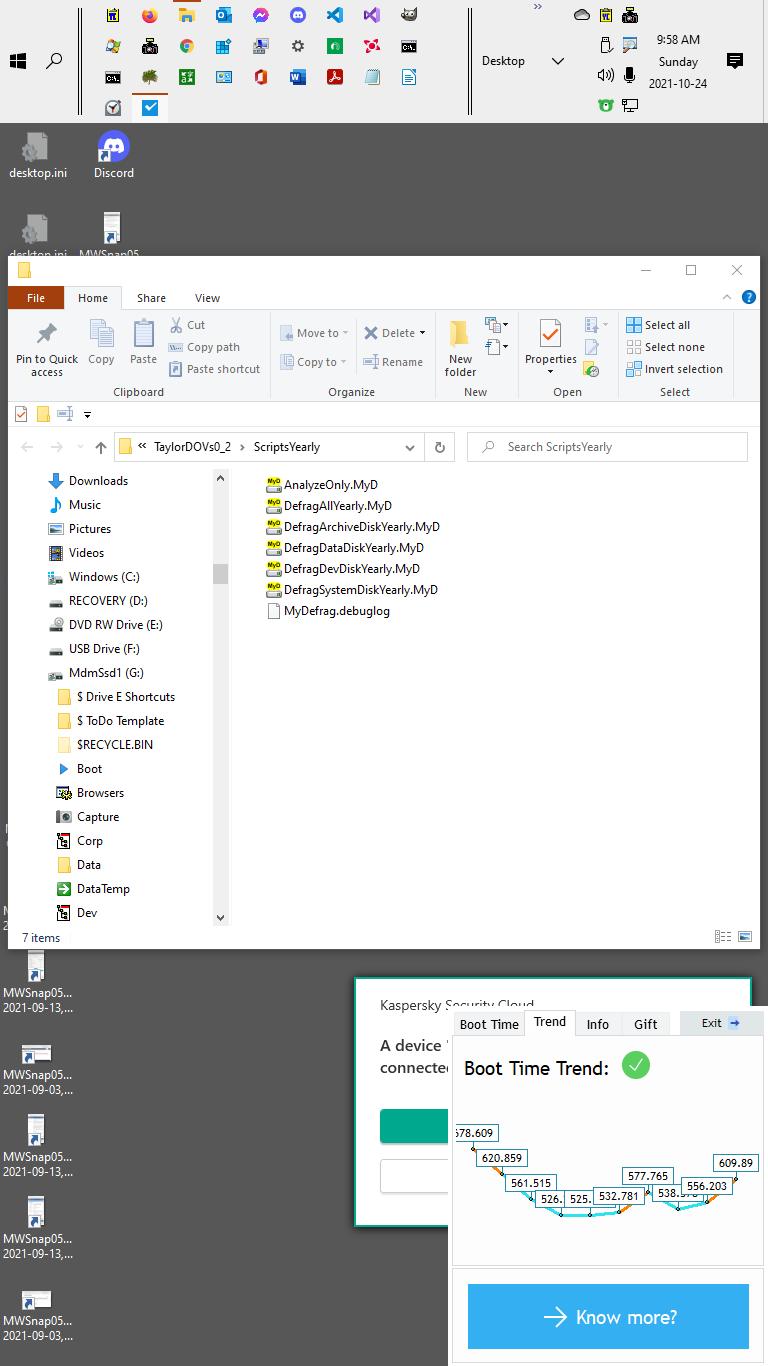 9:58 AM
Desktop
Sunday
2021-10-24
desktop.ini
Discord
desktop.ini
MWSnap05
File
Home
Share
View
Pin to Quick
access
Copy
Paste
Cut
Copy path
Paste shortcut
Clipboard
Move to
Copy to
Delete
Rename
Organize
New
folder
New
Properties
Open
Select all
Select none
Invert selection
Select
« TaylorDOVs0_2 › ScriptsYearly
Search ScriptsYearly
Downloads
Music
Pictures
Videos
Windows (C:)
RECOVERY (D:)
DVD RW Drive (E:)
USB Drive (F:)
MdmSsd1 (G:)
$ Drive E Shortcuts
$ ToDo Template
$RECYCLE.BIN
Boot
Browsers
Capture
Corp
Data
DataTemp
Dev
AnalyzeOnly.MyD
DefragAllYearly.MyD
DefragArchiveDiskYearly.MyD
DefragDataDiskYearly.MyD
DefragDevDiskYearly.MyD
DefragSystemDiskYearly.MyD
MyDefrag.debuglog
7 items
MWSnap05...
2021-09-13,...
MWSnap05...
2021-09-03,...
MWSnap05...
2021-09-13,...
MWSnap05...
2021-09-13,...
MWSnap05...
2021-09-03,...
Kaspersky Security Cloud
A device
connected
Boot Time
Trend
Info
Gift
Exit
Boot Time Trend:
678.609
620.859
561.515
526.
525.
532.781
577.765
538.
556.203
609.89
Know more?